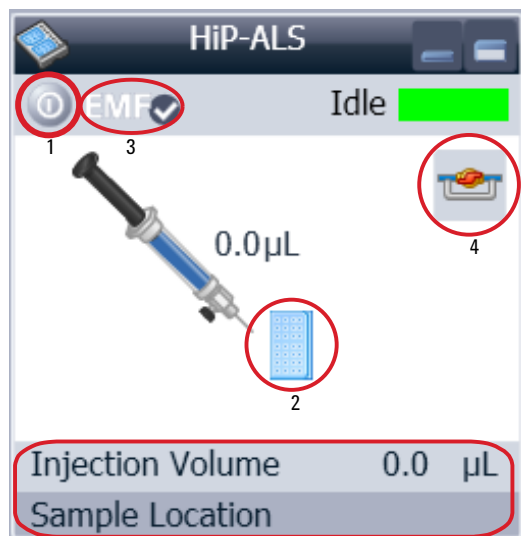 HiP-ALS
EMF Idle
1 3
4
0.0µL
2
Injection Volume 0.0 µL
Sample Location